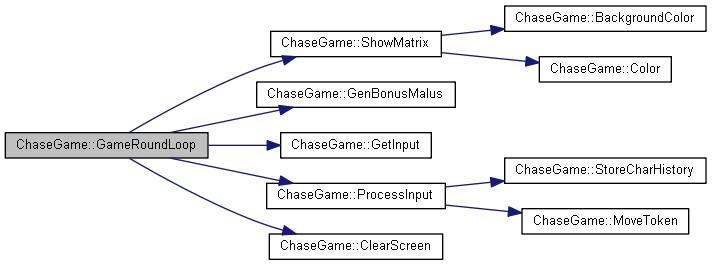 ChaseGame::GameRoundLoop
ChaseGame::ShowMatrix
ChaseGame::BackgroundColor
ChaseGame::Color
ChaseGame::GenBonusMalus
ChaseGame::GetInput
ChaseGame::ProcessInput
ChaseGame::StoreCharHistory
ChaseGame::MoveToken
ChaseGame::ClearScreen